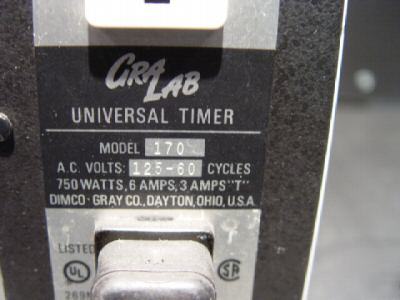 GRA LAB
UNIVERSAL TIMER
MODEL 170
A.C. VOLTS: 125-60 CYCLES
750 WATTS, 6 AMPS, 3 AMPS "T"
DIMCO-GRAY CO., DAYTON, OHIO, U.S.A.
LISTED
UL